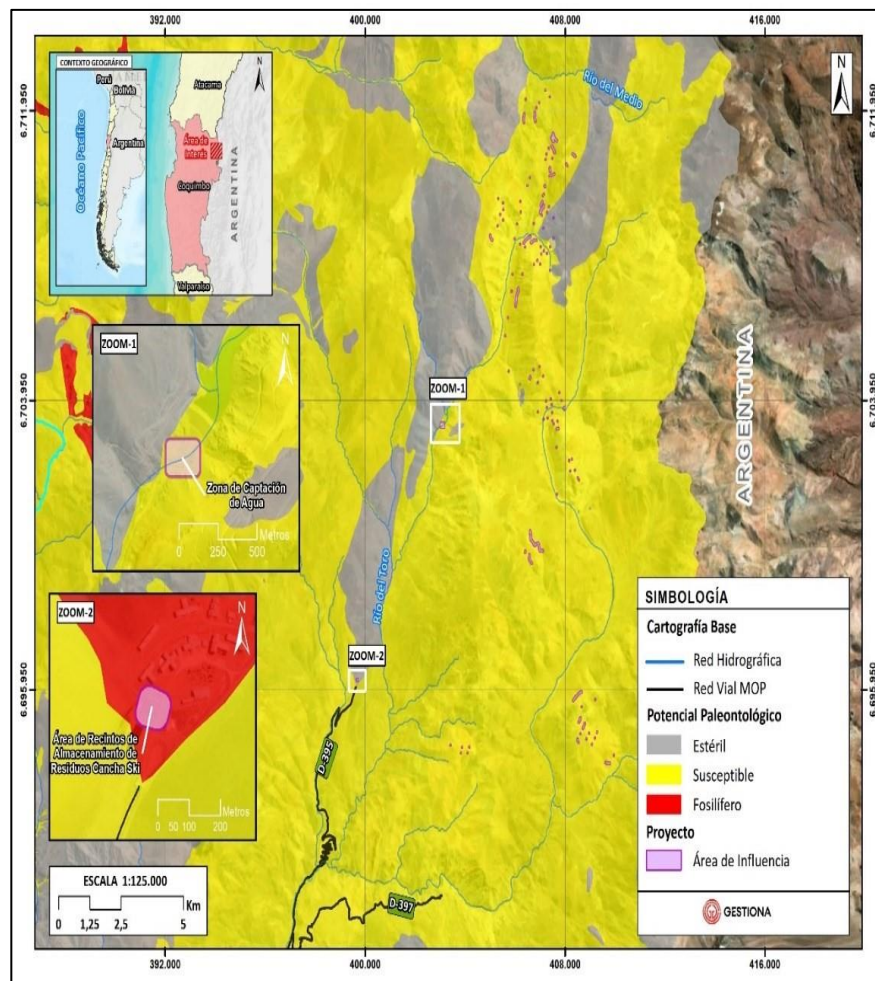 392.000
400.000
408.000
416.000
CONTEXTO GEOGRÁFICO
Perú
Bolivia
Argentina
Océano Pacífico
N
Atacama
Área de
Interés
Coquimbo
ARGENTINA
Valparaíso
Río del Medio
N
6.711.950
6.711.950
ZOOM-1
N
Zona de Captación
de Agua
Metros
0 250 500
ZOOM-1
6.703.950
6.703.950
ARGENTINA
Río del Toro
ZOOM-2
N
Área de Recintos de
Almacenamiento de
Residuos Cancha Ski
Metros
0 50 100 200
ZOOM-2
6.695.950
6.695.950
D-395
D-397
SIMBOLOGÍA
Cartografía Base
Red Hidrográfica
Red Vial MOP
Potencial Paleontológico
Estéril
Susceptible
Fosilífero
Proyecto
Área de Influencia
GESTIONA
ESCALA 1:125.000
Km
0 1,25 2,5 5
392.000
400.000
408.000
416.000